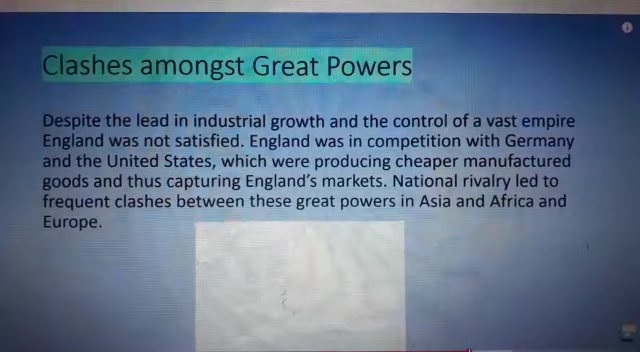 Clashes amongst Great Powers
Despite the lead in industrial growth and the control of a vast empire
England was not satisfied. England was in competition with Germany
and the United States, which were producing cheaper manufactured
goods and thus capturing England's markets. National rivalry led to
frequent clashes between these great powers in Asia and Africa and
Europe.